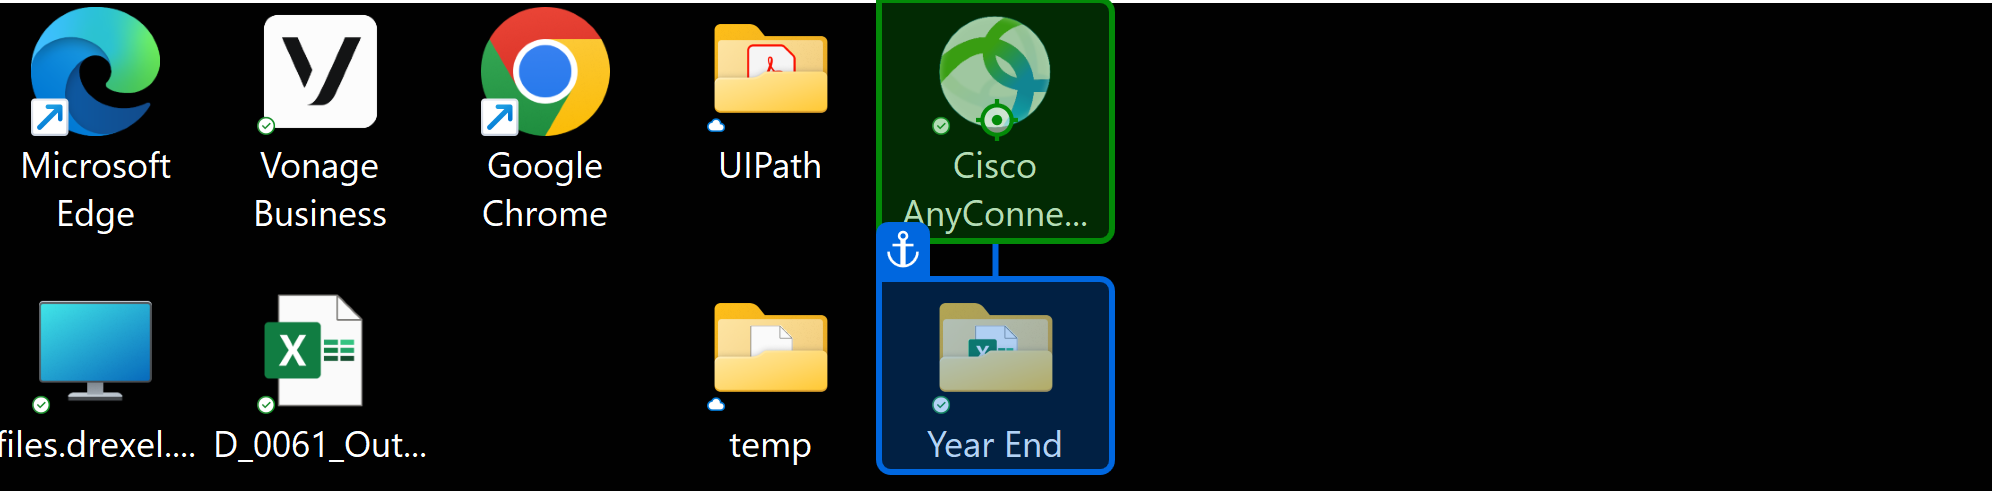 Microsoft
Edge
Vonage
Business
Google
Chrome
UIPath
Cisco
AnyConne...
files.drexel....
D_0061_Out...
temp
Year End